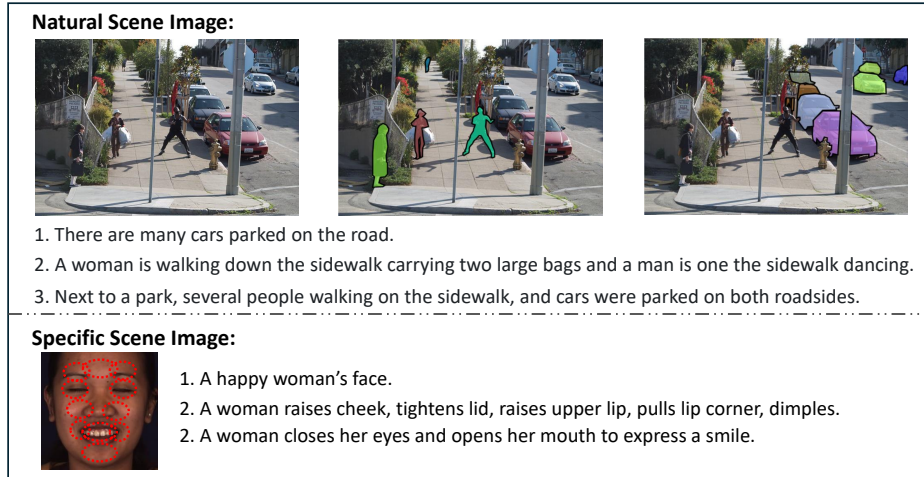 Natural Scene Image:
1. There are many cars parked on the road.
2. A woman is walking down the sidewalk carrying two large bags and a man is one the sidewalk dancing.
3. Next to a park, several people walking on the sidewalk, and cars were parked on both roadsides.
Specific Scene Image:
1. A happy woman's face.
2. A woman raises cheek, tightens lid, raises upper lip, pulls lip corner, dimples.
2. A woman closes her eyes and opens her mouth to express a smile.